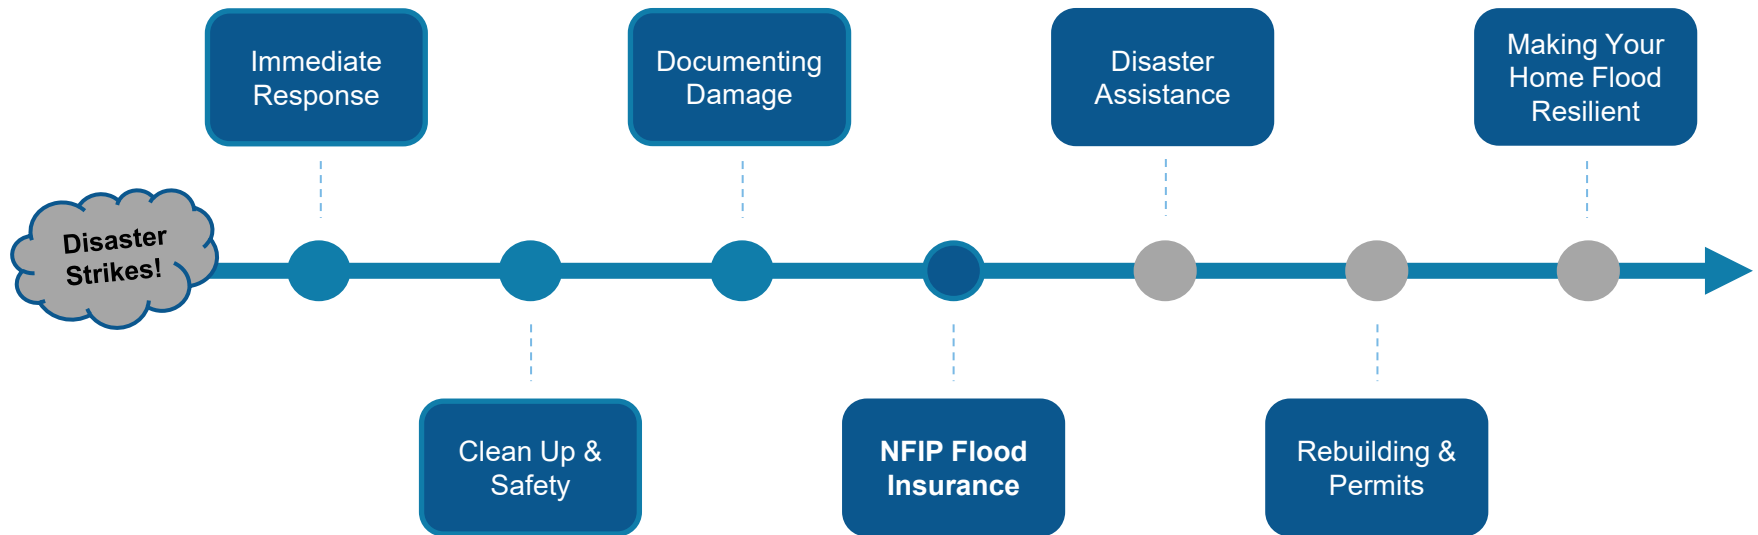 Disaster
Strikes!
Immediate
Response
Clean Up &
Safety
Documenting
Damage
NFIP Flood
Insurance
Disaster
Assistance
Rebuilding &
Permits
Making Your
Home Flood
Resilient